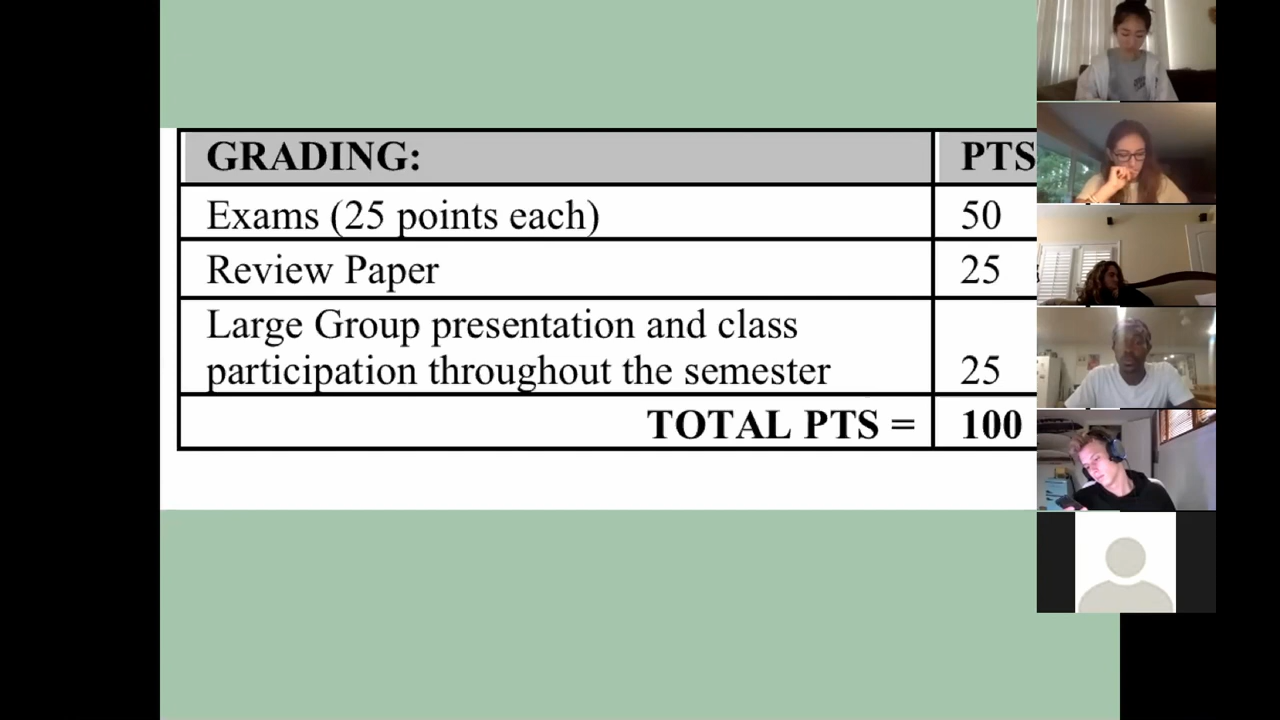 GRADING: PTS
Exams (25 points each) 50
Review Paper 25
Large Group presentation and class
participation throughout the semester 25
TOTAL PTS = 100